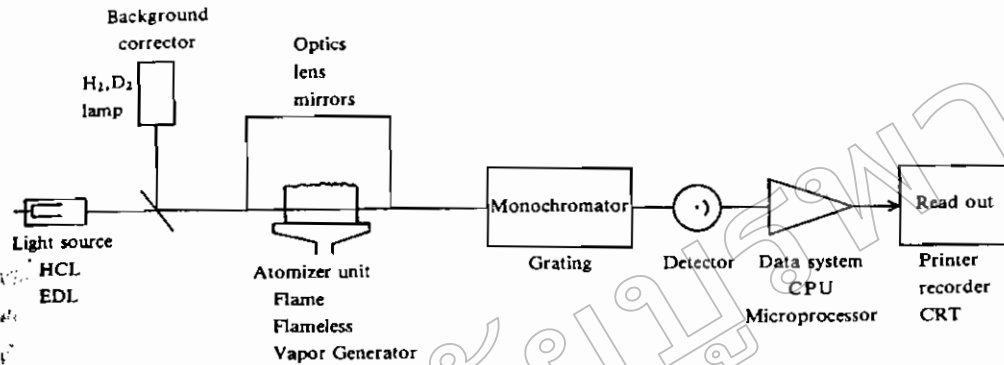 Background
corrector
H₂,D₂
lamp
Optics
lens
mirrors
Light source
HCL
EDL
Atomizer unit
Flame
Flameless
Vapor Generator
Monochromator
Grating
Detector
Data system
CPU
Microprocessor
Read out
Printer
recorder
CRT